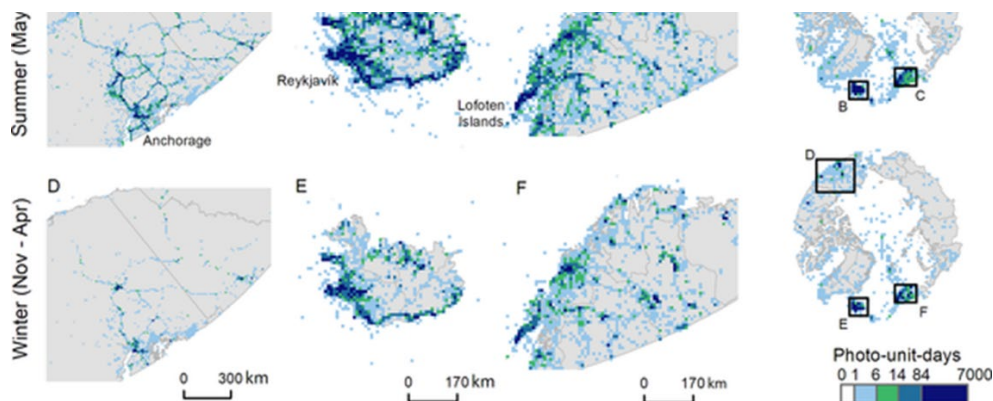 Summer (May
Reykjavík
Lofoten
Islands
Anchorage
B
C
D
E
F
D
Winter (Nov - Apr)
E
F
0 300 km
0 170 km
0 170 km
Photo-unit-days
0 1 6 14 84 7000